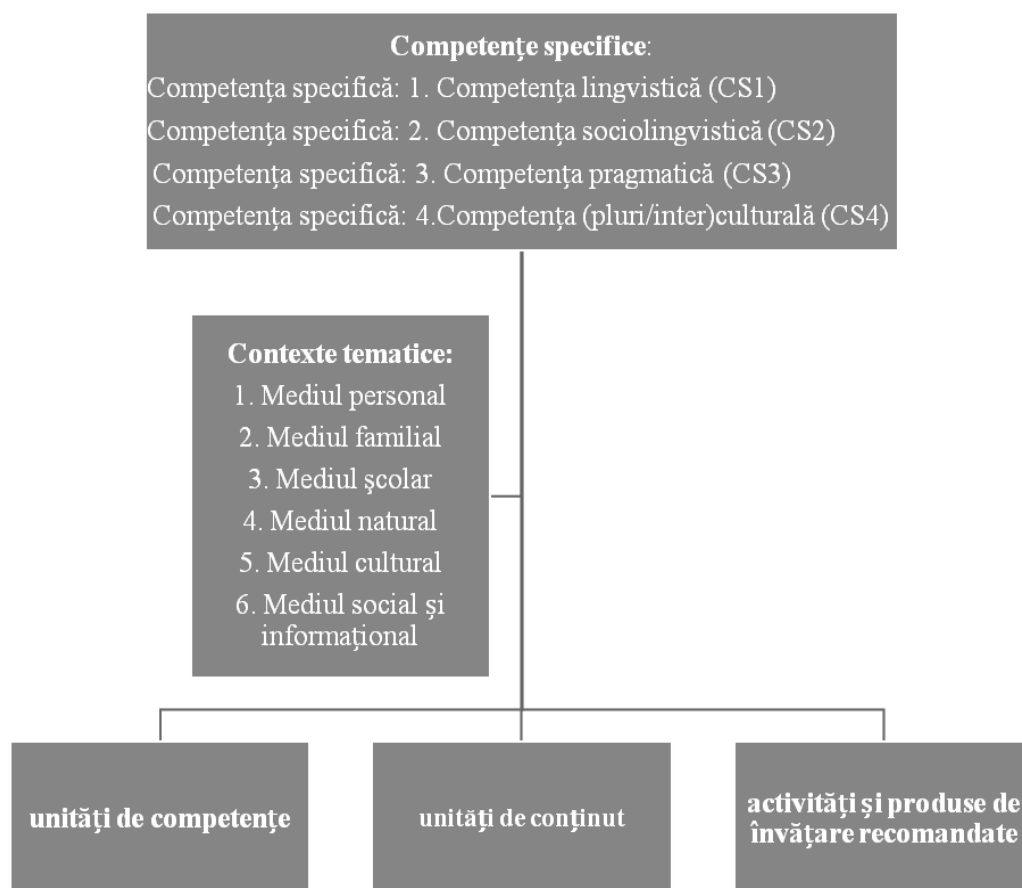 Competențe specifice:
Competența specifică: 1. Competența lingvistică (CS1)
Competența specifică: 2. Competența sociolingvistică (CS2)
Competența specifică: 3. Competența pragmatică (CS3)
Competența specifică: 4.Competența (pluri/inter)culturală (CS4)
Contexte tematice:
1. Mediul personal
2. Mediul familial
3. Mediul şcolar
4. Mediul natural
5. Mediul cultural
6. Mediul social și
informațional
unități de competențe
unități de conținut
activități și produse de
învățare recomandate